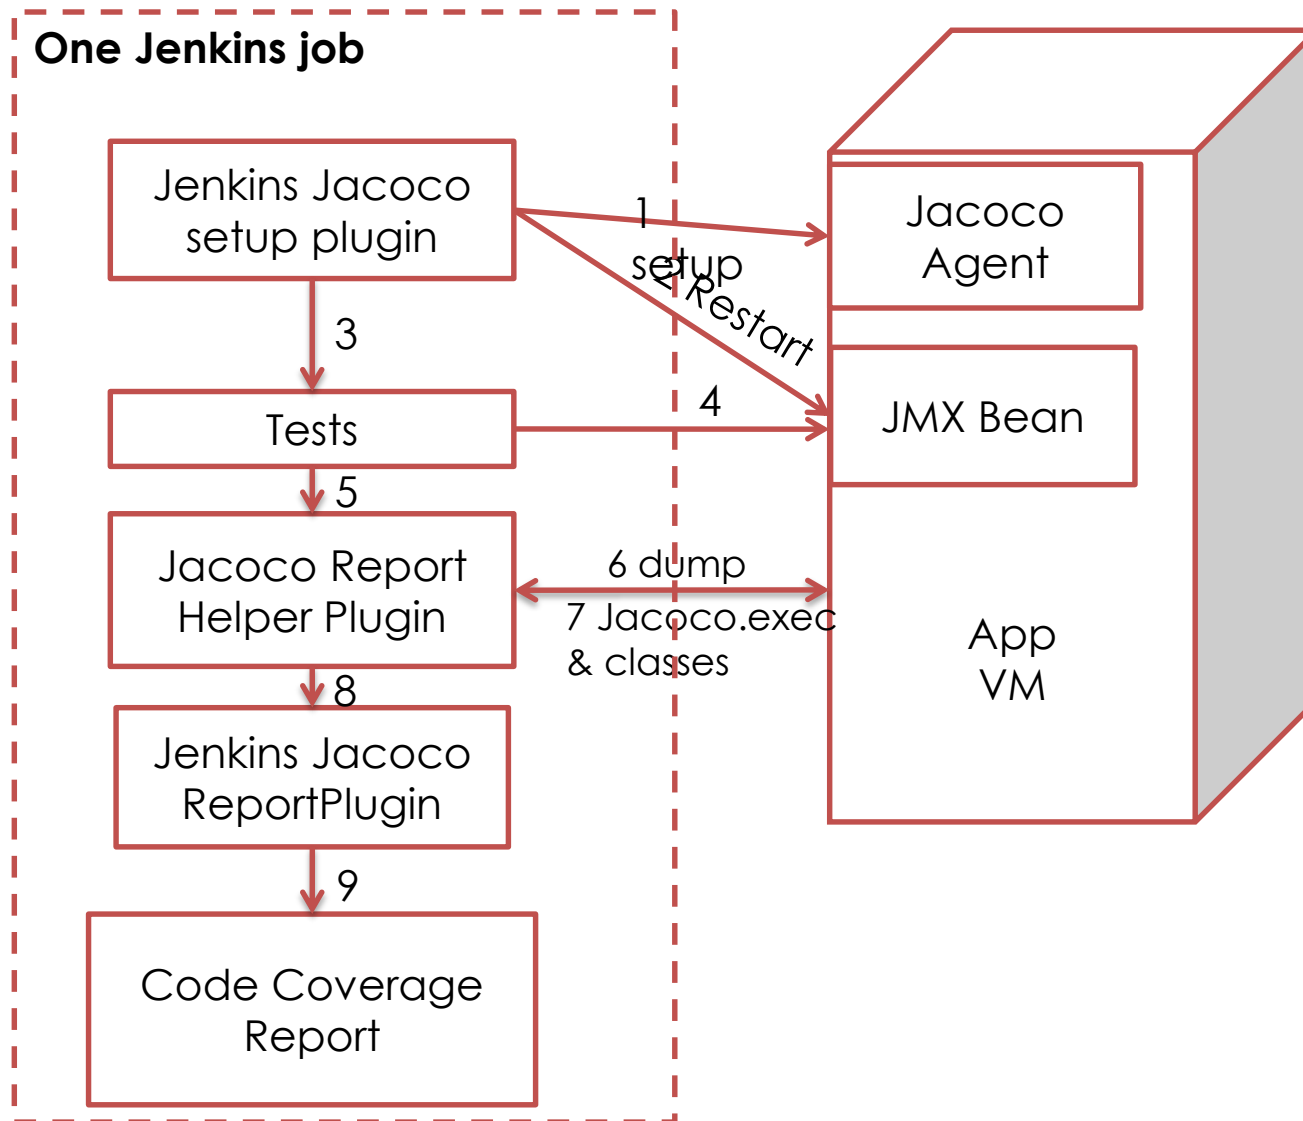 One Jenkins job
Jenkins Jacoco
setup plugin
1
setup
2 Restart
Jacoco
Agent
3
Tests
4
JMX Bean
5
Jacoco Report
Helper Plugin
6 dump
7 Jacoco.exec
& classes
App
VM
8
Jenkins Jacoco
ReportPlugin
9
Code Coverage
Report